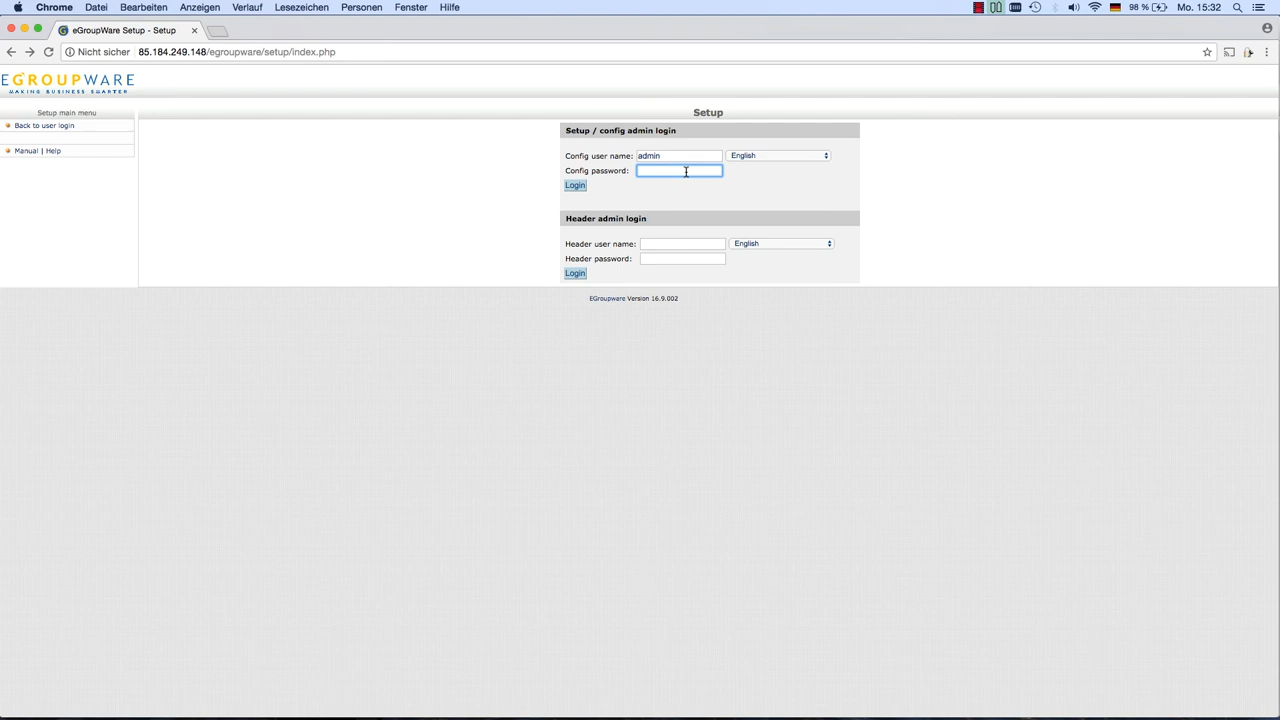 Chrome Datei Bearbeiten Anzeigen Verlauf Lesezeichen Personen Fenster Hilfe 98 % Mo. 15:32
eGroupWare Setup - Setup
Nicht sicher 85.184.249.148/egroupware/setup/index.php
EGROUPWARE
MAKING BUSINESS SMARTER
Setup main menu
Back to user login
Manual | Help
Setup
Setup / config admin login
Config user name: admin English
Config password:
Login
Header admin login
Header user name: English
Header password:
Login
EGroupware Version 16.9.002